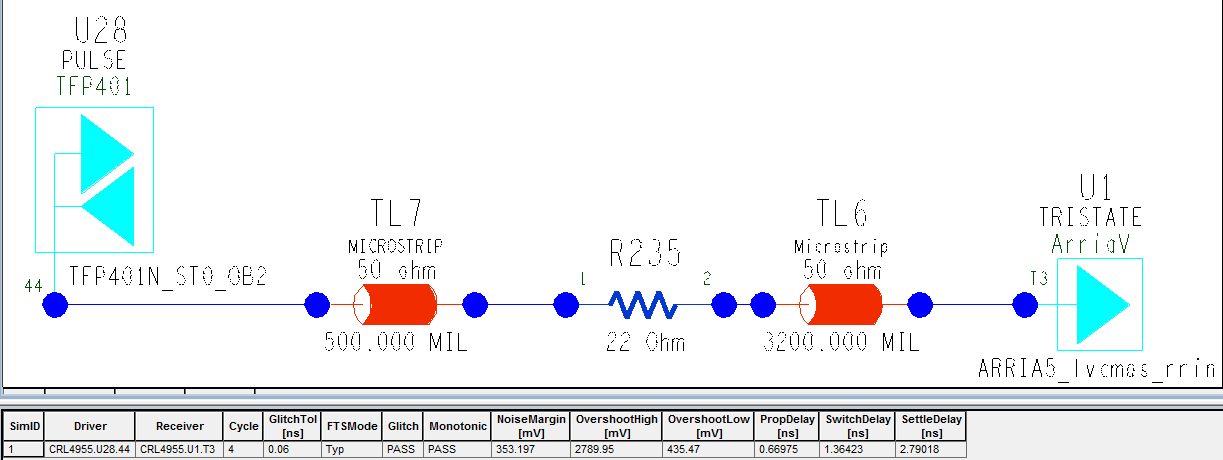 U28
PULSE
TFP401
44
TFP401N_ST0_OB2
TL7
MICROSTRIP
50 ohm
500.000 MIL
1
R235
2
22 Ohm
TL6
Microstrip
50 ohm
3200.000 MIL
U1
TRISTATE
ArriaV
T3
ARRIA5_lvcmos_rrin
SimID Driver Receiver Cycle GlitchTol [ns] FTSMode Glitch Monotonic NoiseMargin [mV] OvershootHigh [mV] OvershootLow [mV] PropDelay [ns] SwitchDelay [ns] SettleDelay [ns]
1 CRL4955.U28.44 CRL4955.U1.T3 4 0.06 Typ PASS PASS 353.197 2789.95 435.47 0.66975 1.36423 2.79018